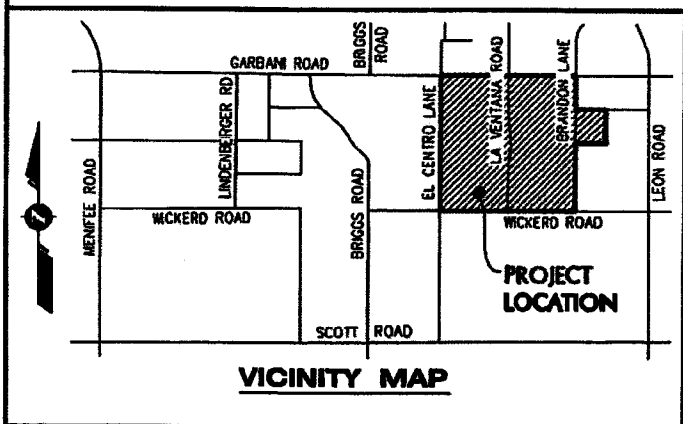 BRIGGS
ROAD
GARBANI ROAD
MENIFEE ROAD
LINDENBERGER RD
BRIGGS ROAD
EL CENTRO LANE
LA VENTANA ROAD
BRANDON LANE
LEON ROAD
WICKERD ROAD
WICKERD ROAD
PROJECT
LOCATION
SCOTT ROAD
VICINITY MAP